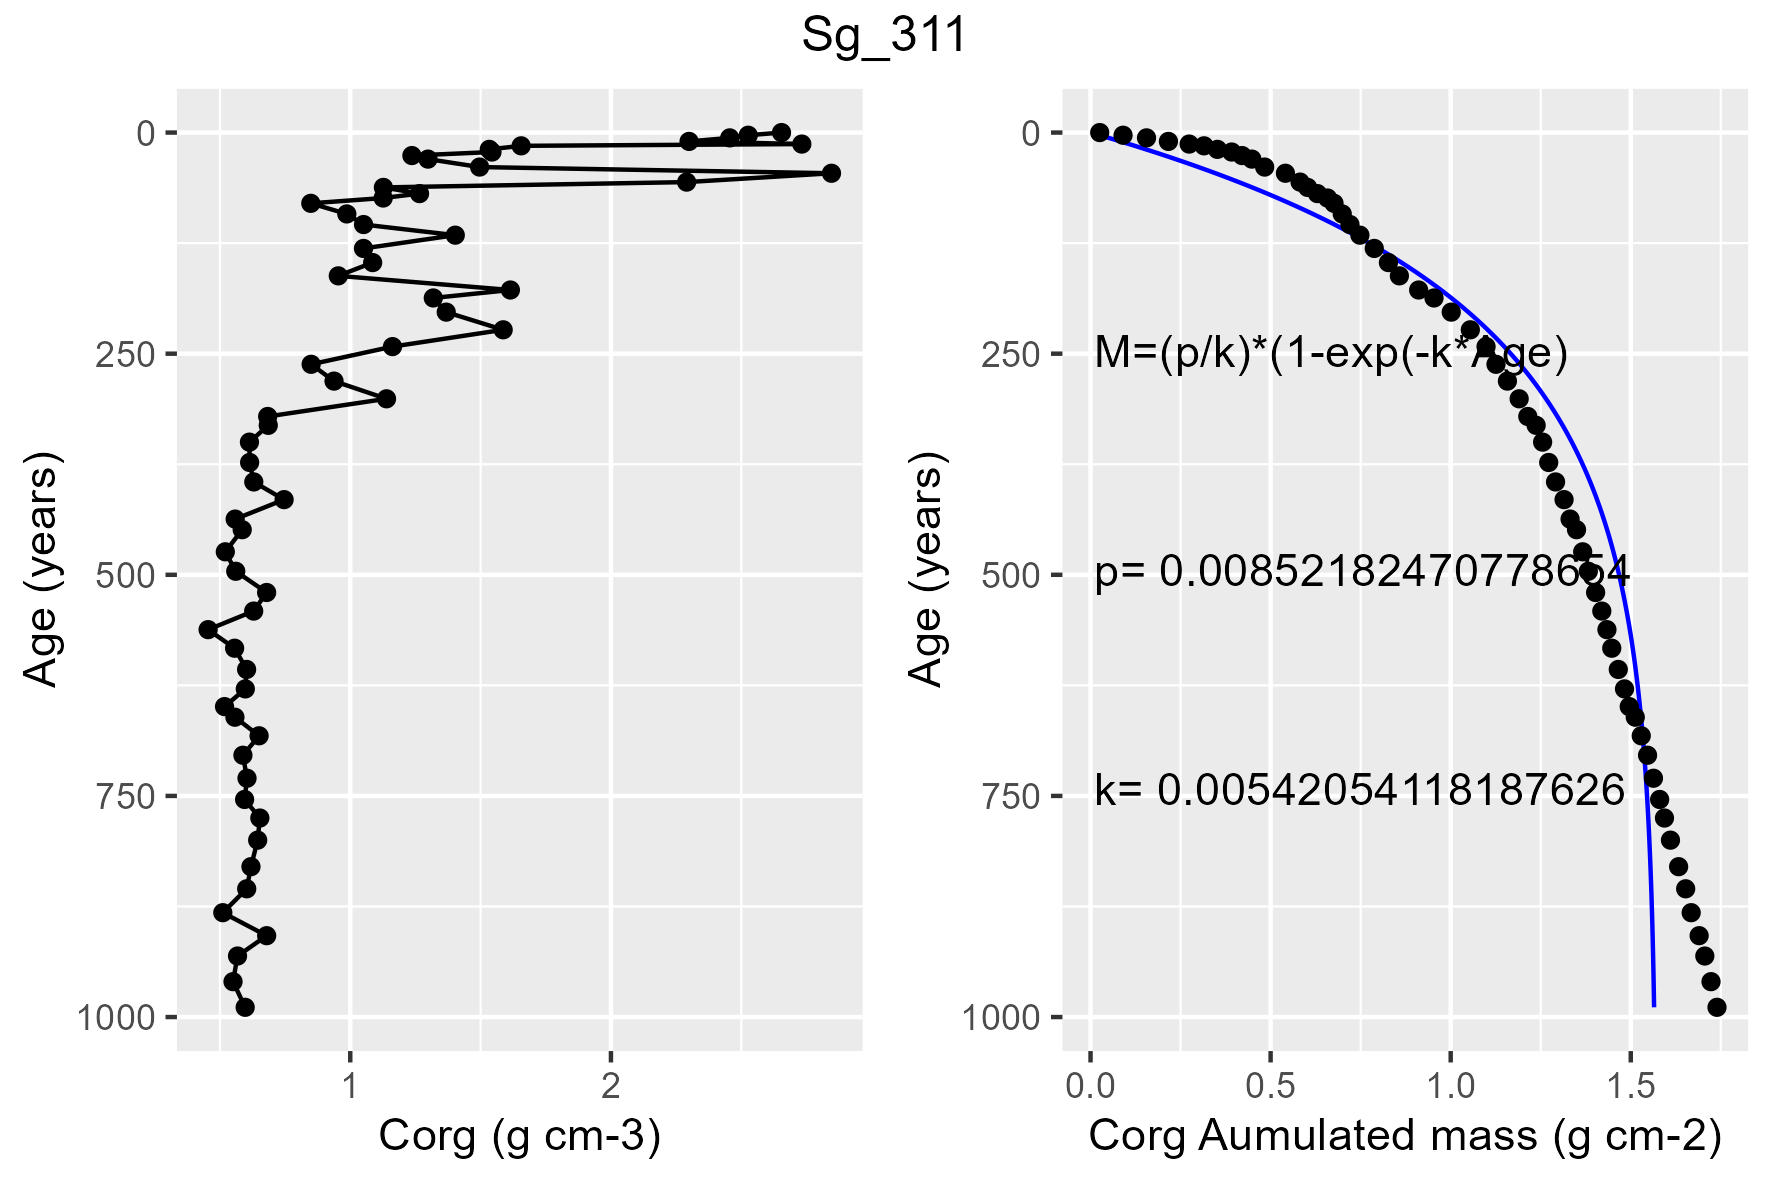 Sg_311
0
250
500
750
1000
Age (years)
1
2
Corg (g cm-3)
0
250
500
750
1000
Age (years)
M=(p/k)*(1-exp(-k*Age)
p= 0.00852182470778654
k= 0.00542054118187626
0.0
0.5
1.0
1.5
Corg Aumulated mass (g cm-2)